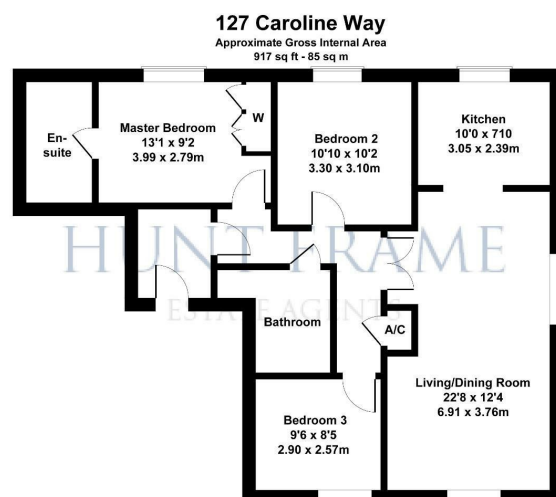 127 Caroline Way
Approximate Gross Internal Area
917 sq ft - 85 sq m
En-
suite
Master Bedroom
13'1 x 9'2
3.99 x 2.79m
W
Bedroom 2
10'10 x 10'2
3.30 x 3.10m
Kitchen
10'0 x 710
3.05 x 2.39m
HUNT FRAME
ESTATE AGENTS
Bathroom
A/C
Living/Dining Room
22'8 x 12'4
6.91 x 3.76m
Bedroom 3
9'6 x 8'5
2.90 x 2.57m